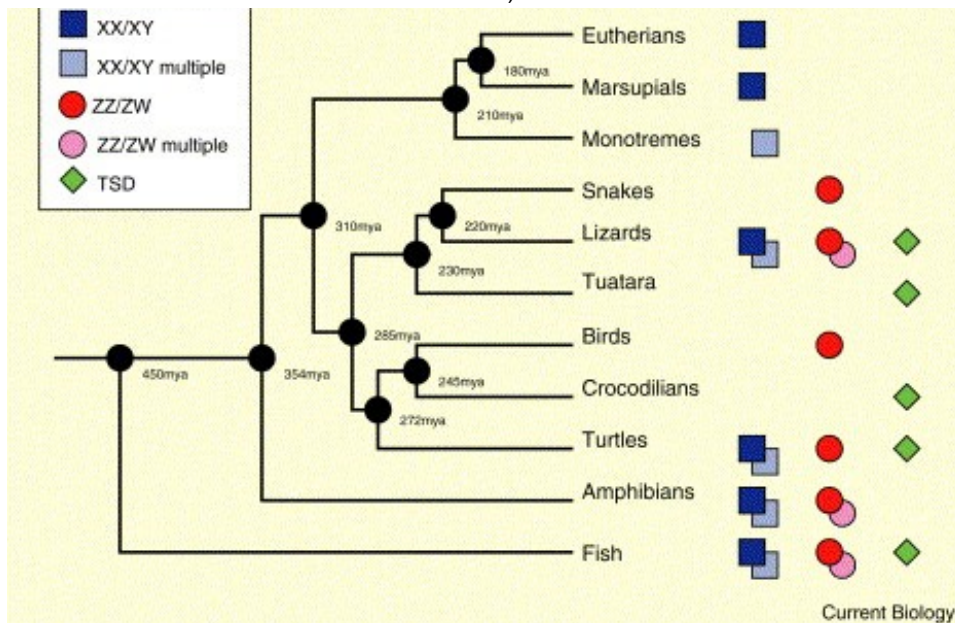 XX/XY
XX/XY multiple
ZZ/ZW
ZZ/ZW multiple
TSD
Eutherians
180mya
Marsupials
210mya
Monotremes
Snakes
310mya
220mya
Lizards
230mya
Tuatara
285mya
Birds
450mya
354mya
245mya
Crocodilians
272mya
Turtles
Amphibians
Fish
Current Biology